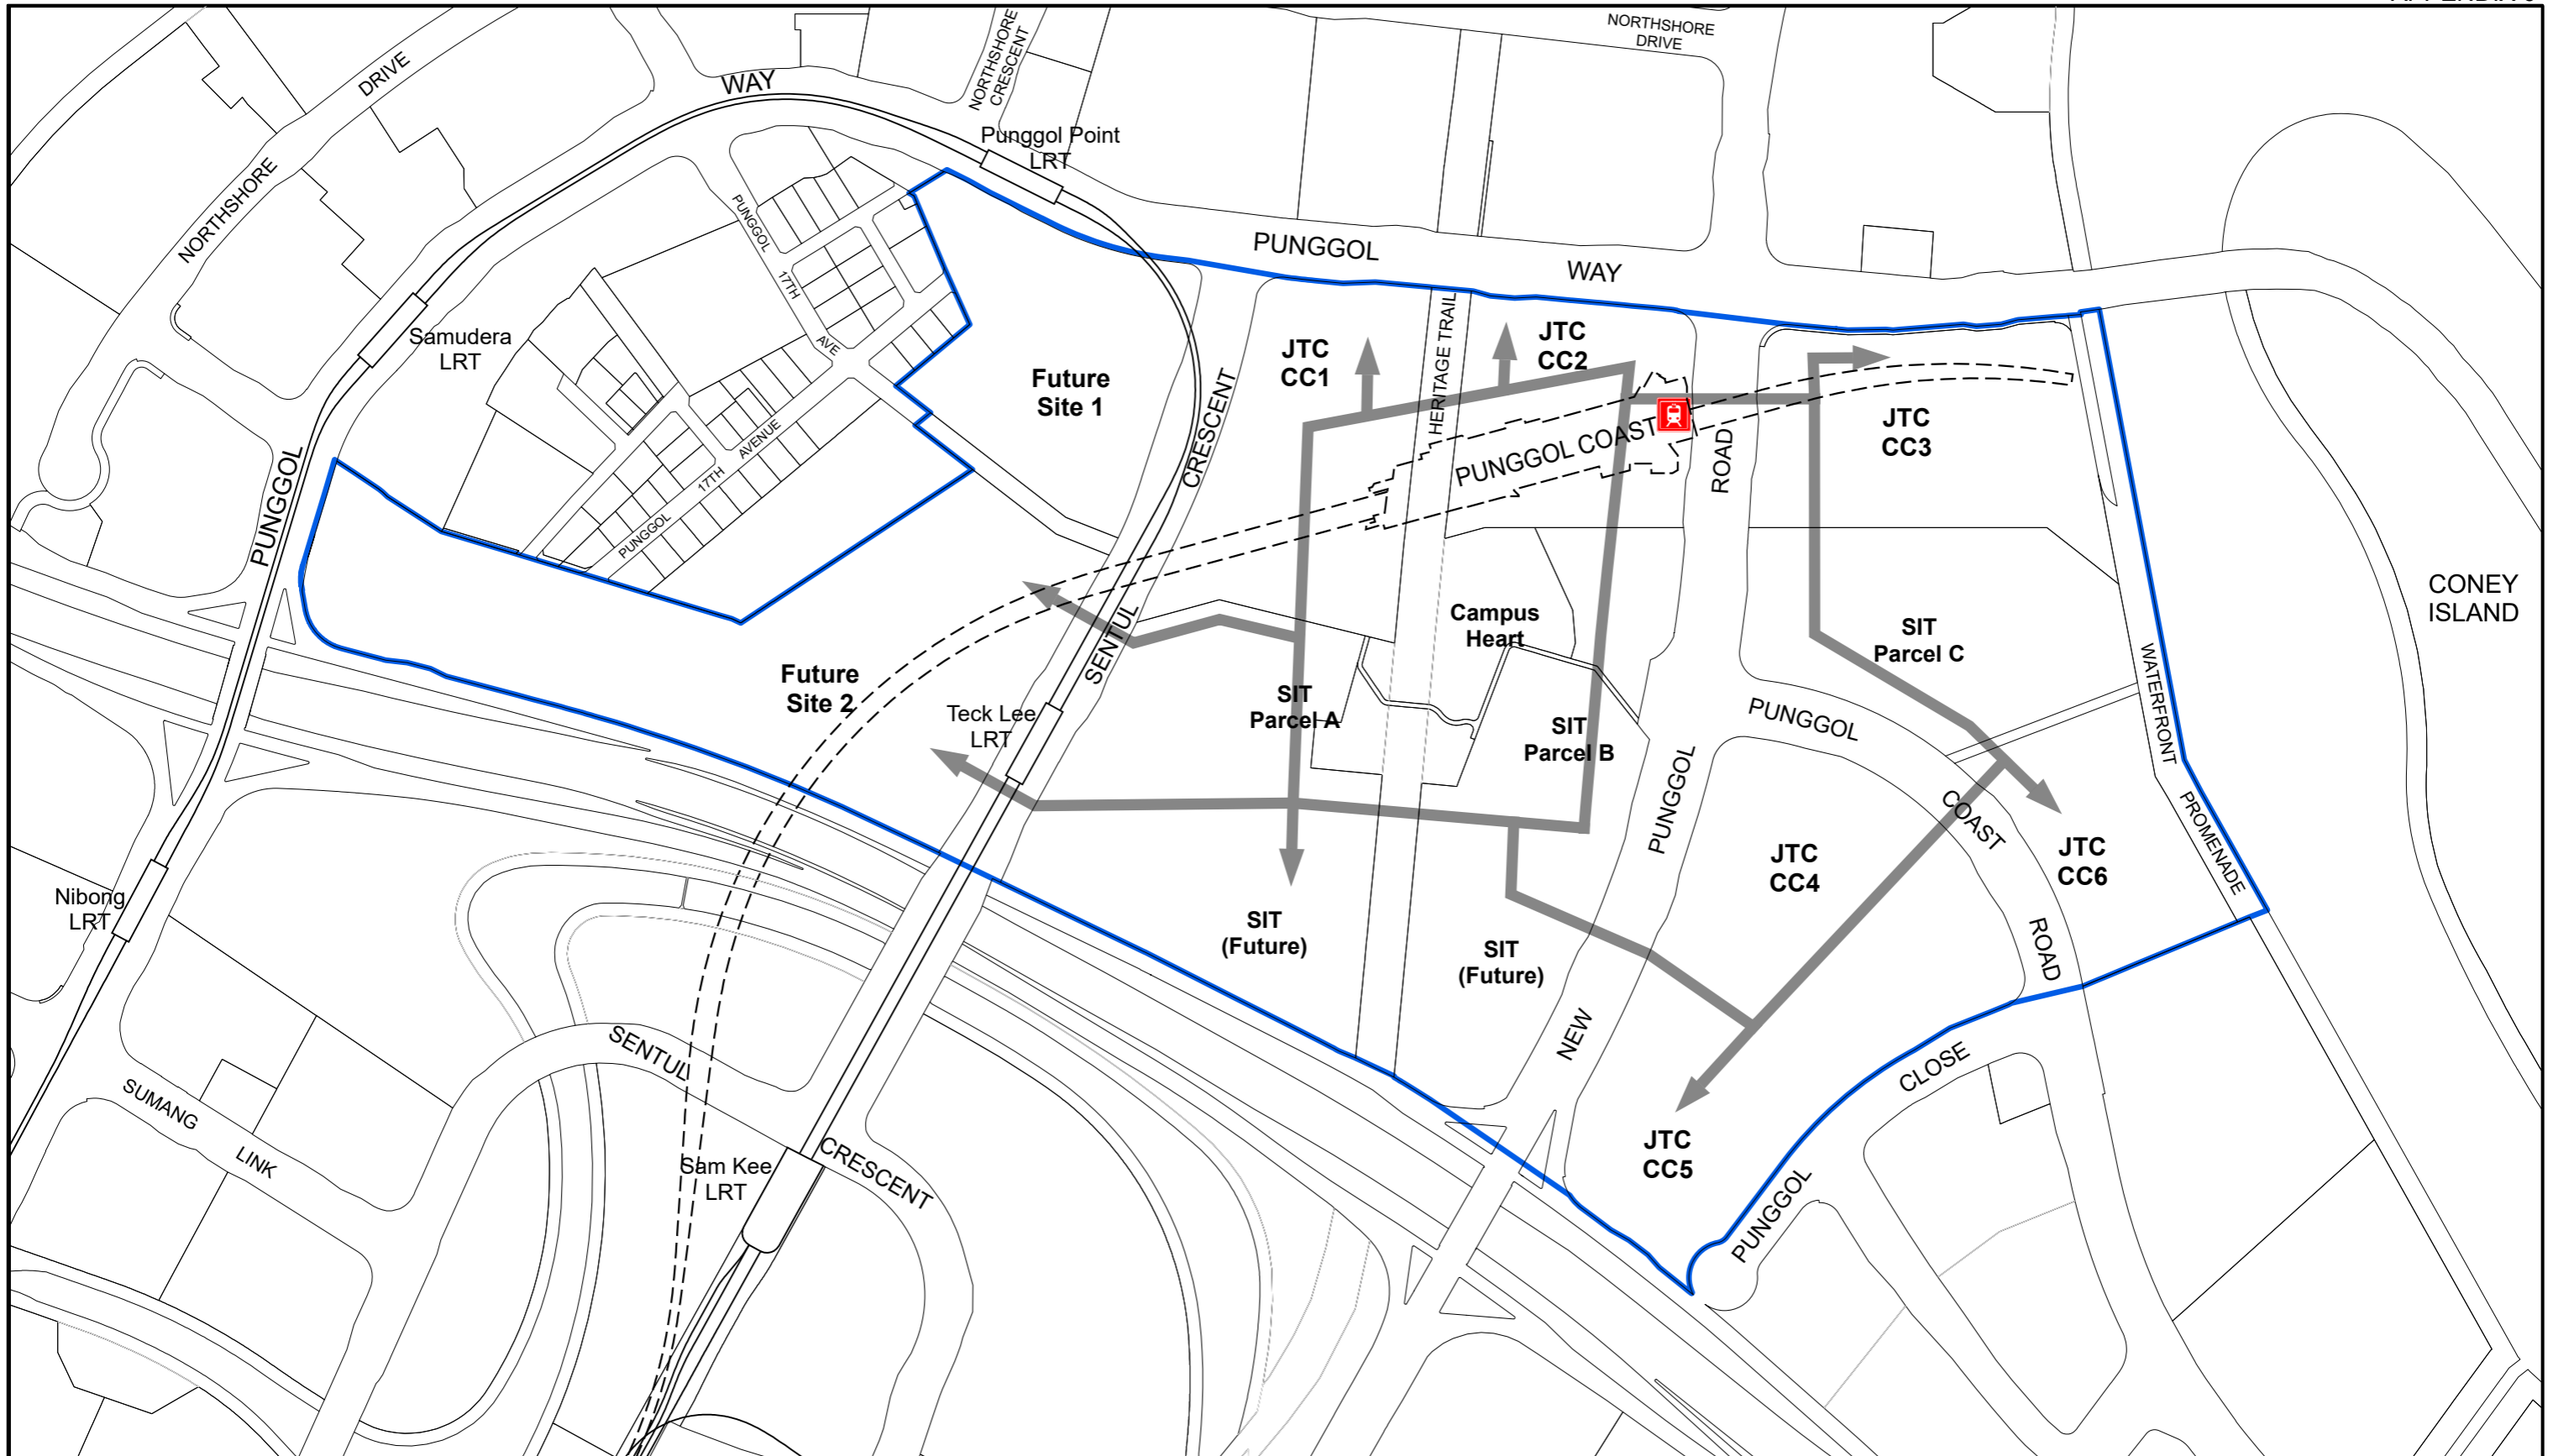 NORTHSHORE
DRIVE
WAY
NORTHSHORE
CRESCENT
NORTHSHORE
DRIVE
Punggol Point
LRT
PUNGGOL
17TH
AVE
PUNGGOL
WAY
Samudera
LRT
PUNGGOL
Future
Site 1
CRESCENT
JTC
CC1
HERITAGE TRAIL
JTC
CC2
PUNGGOL COAST
ROAD
JTC
CC3
PUNGGOL
17TH
AVENUE
CONEY
ISLAND
Campus
Heart
SIT
Parcel C
SENTUL
Future
Site 2
Teck Lee
LRT
SIT
Parcel A
SIT
Parcel B
PUNGGOL
COAST
ROAD
WATERFRONT
PROMENADE
NEW
PUNGGOL
JTC
CC4
JTC
CC6
Nibong
LRT
SIT
(Future)
SIT
(Future)
SENTUL
CRESCENT
SUMANG
LINK
Sam Kee
LRT
JTC
CC5
PUNGGOL
CLOSE